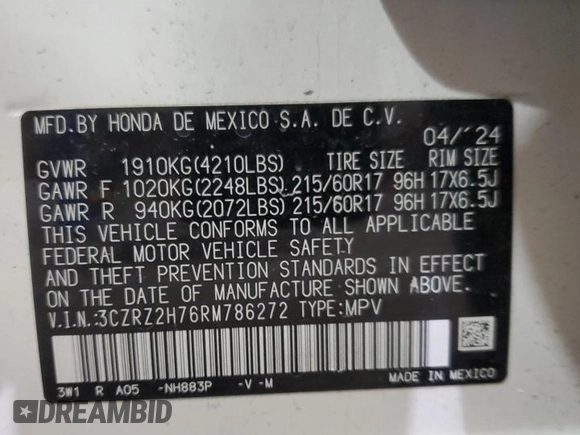 MFD.BY HONDA DE MEXICO S.A. DE C.V.
04/'24
GVWR 1910KG(4210LBS) TIRE SIZE RIM SIZE
GAWR F 1020KG(2248LBS) 215/60R17 96H 17X6.5J
GAWR R 940KG(2072LBS) 215/60R17 96H 17X6.5J
THIS VEHICLE CONFORMS TO ALL APPLICABLE
FEDERAL MOTOR VEHICLE SAFETY
AND THEFT PREVENTION STANDARDS IN EFFECT
ON THE DATE OF MANUFACTURE SHOWN ABOVE.
V.I.N.:3CZRZ2H76RM786272 TYPE:MPV
3W1 R A05 -NH883P -V -M
MADE IN MEXICO
DREAMBID